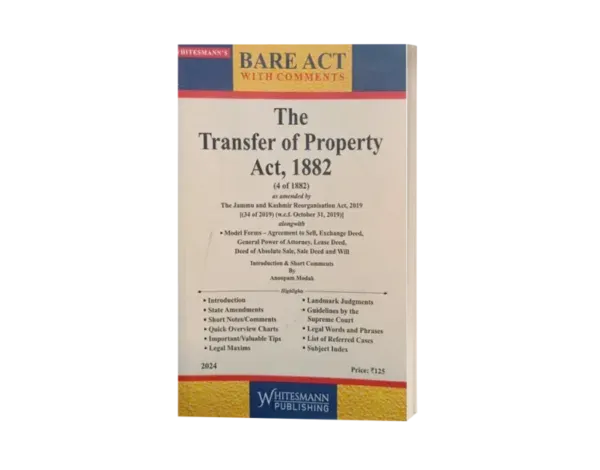 WHITESMANN'S
BARE ACT
WITH COMMENTS
The
Transfer of Property
Act, 1882
(4 of 1882)
as amended by
The Jammu and Kashmir Reorganisation Act, 2019
[(34 of 2019) (w.e.f. October 31, 2019)]
alongwith
• Model Forms – Agreement to Sell, Exchange Deed,
General Power of Attorney, Lease Deed,
Deed of Absolute Sale, Sale Deed and Will
Introduction & Short Comments
By
Anoopam Modak
Highlights
• Introduction
• State Amendments
• Short Notes/Comments
• Quick Overview Charts
• Important/Valuable Tips
• Legal Maxims
• Landmark Judgments
• Guidelines by the
Supreme Court
• Legal Words and Phrases
• List of Referred Cases
• Subject Index
2024
Price: ₹125
WHITESMANN
PUBLISHING